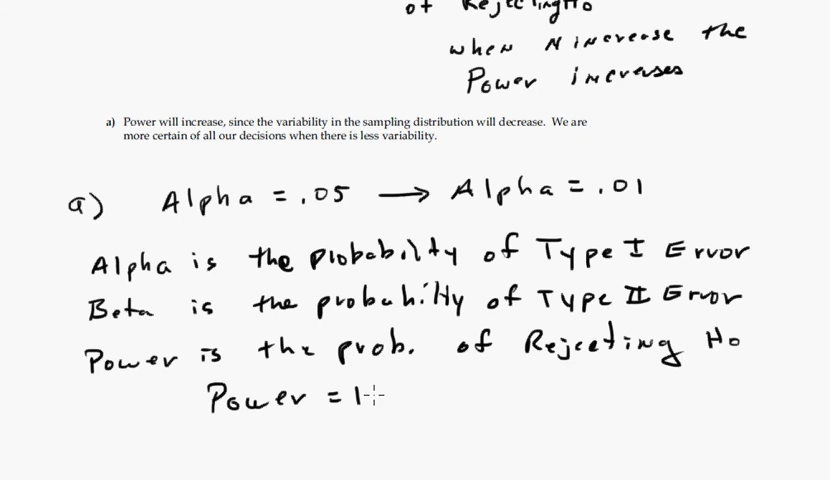 of Rejecting Ho
when N increase the
Power increases
a) Power will increase, since the variability in the sampling distribution will decrease. We are
more certain of all our decisions when there is less variability.
a) Alpha = .05 → Alpha = .01
Alpha is the probability of Type I Error
Beta is the probability of Type II Error
Power is the prob. of Rejecting Ho
Power = 1-